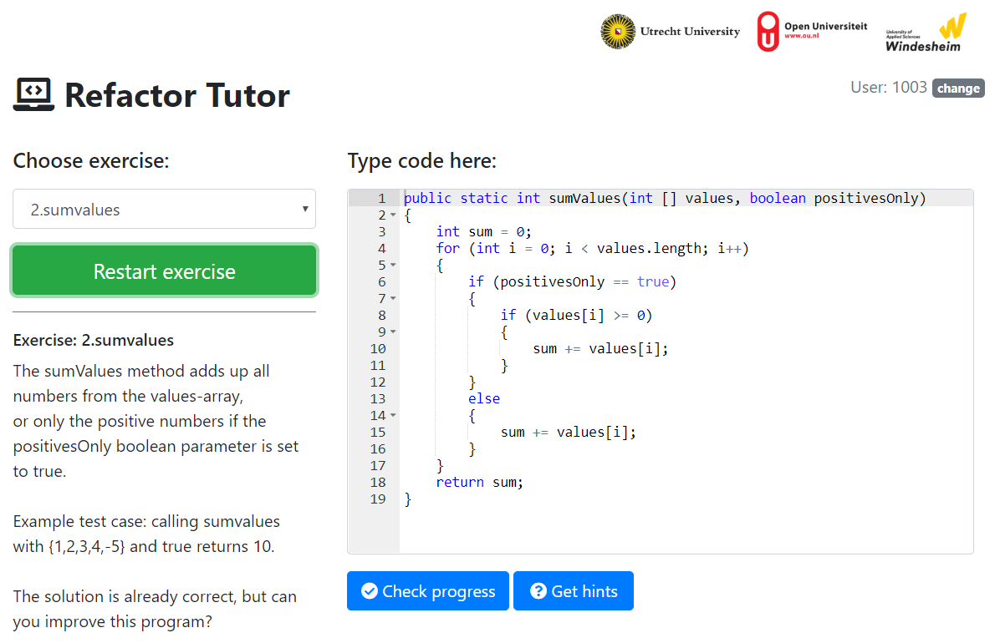 Utrecht University
Open Universiteit
www.ou.nl
University of
Applied Sciences
Windesheim
Refactor Tutor
User: 1003 change
Choose exercise:
2.sumvalues
Restart exercise
Exercise: 2.sumvalues
The sumValues method adds up all
numbers from the values-array,
or only the positive numbers if the
positivesOnly boolean parameter is set
to true.
Example test case: calling sumvalues
with {1,2,3,4,-5} and true returns 10.
The solution is already correct, but can
you improve this program?
Type code here:
1 public static int sumValues(int [] values, boolean positivesOnly)
2 {
3 int sum = 0;
4 for (int i = 0; i < values.length; i++)
5 {
6 if (positivesOnly == true)
7 {
8 if (values[i] >= 0)
9 {
10 sum += values[i];
11 }
12 }
13 else
14 {
15 sum += values[i];
16 }
17 }
18 return sum;
19 }
Check progress
Get hints